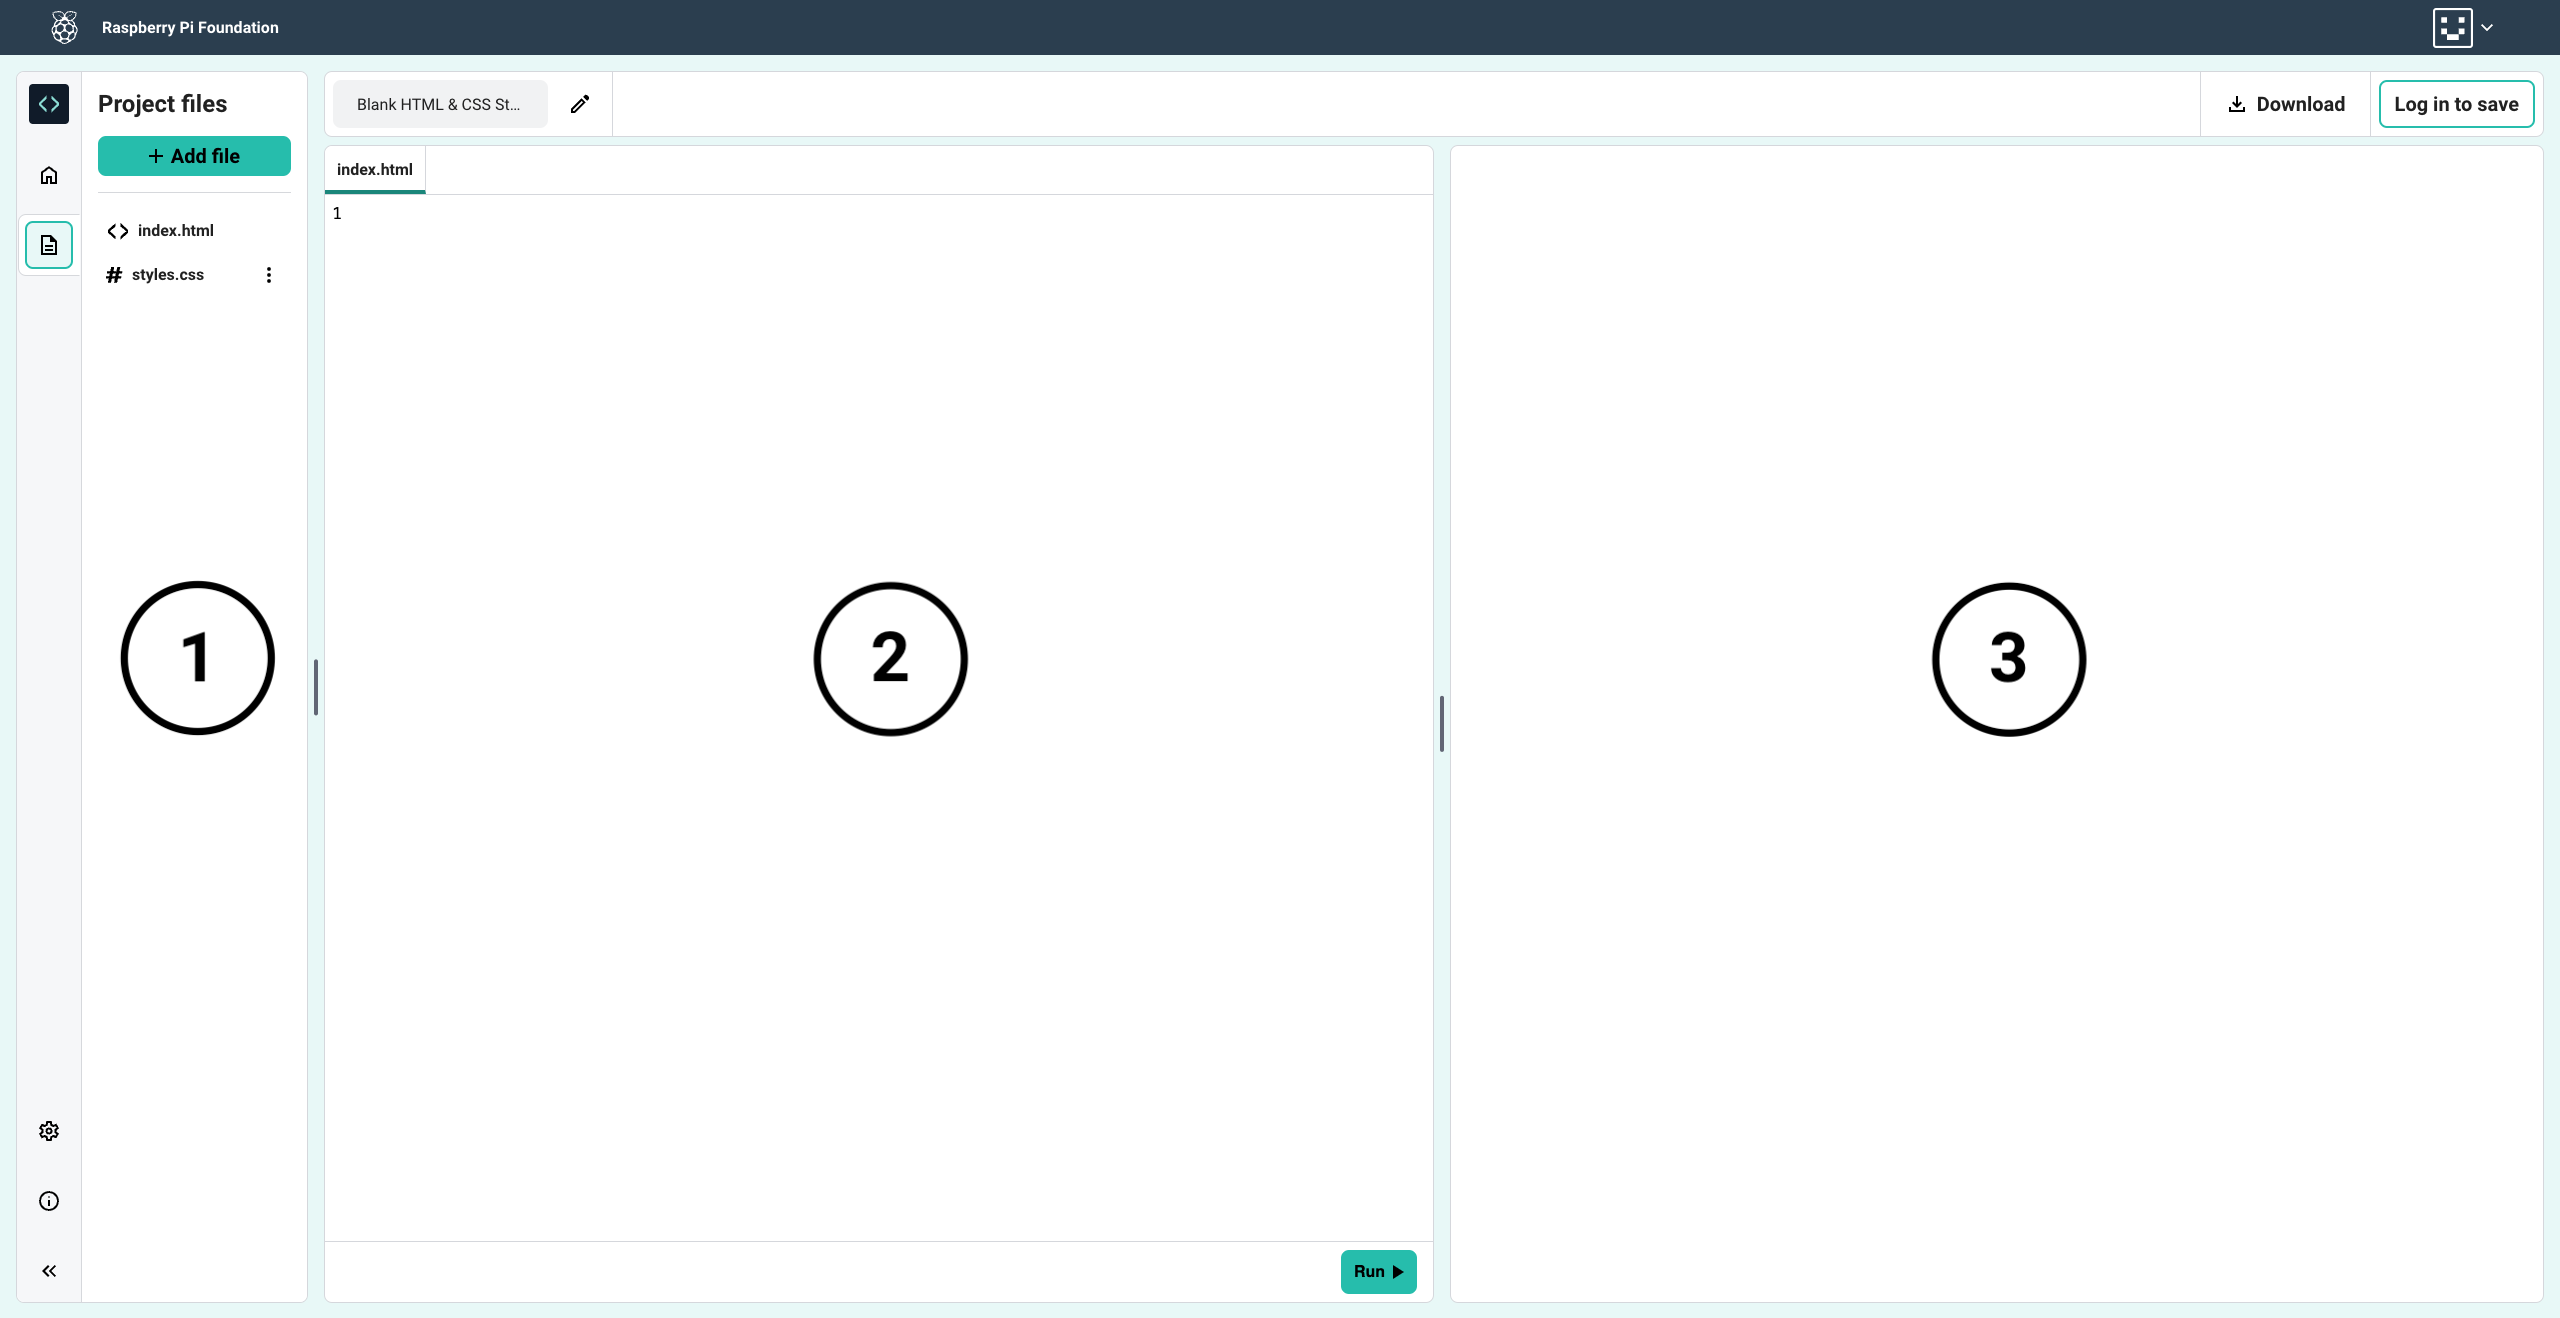 Raspberry Pi Foundation
Project files
+ Add file
index.html
# styles.css
Blank HTML & CSS St...
Download
Log in to save
index.html
1
1
2
3
Run